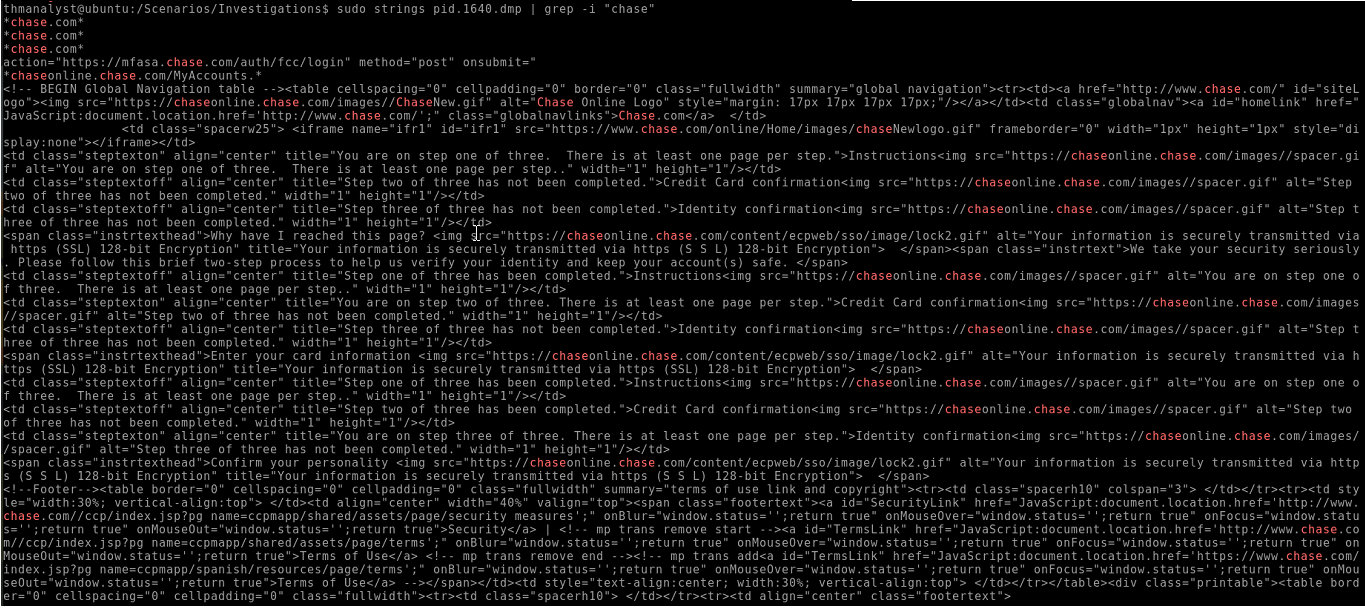 thmanalyst@ubuntu:/Scenarios/Investigations$ sudo strings pid.1640.dmp | grep -i "chase"
*chase.com*
*chase.com*
*chase.com*
action="https://mfasa.chase.com/auth/fcc/login" method="post" onsubmit="
*chaseonline.chase.com/MyAccounts.*
<!-- BEGIN Global Navigation table --><table cellspacing="0" cellpadding="0" border="0" class="fullwidth" summary="global navigation"><tr><td><a href="http://www.chase.com/" id="siteL
ogo"><img src="https://chaseonline.chase.com/images//ChaseNew.gif" alt="Chase Online Logo" style="margin: 17px 17px 17px 17px;"/></a></td><td class="globalnav"><a id="homelink" href="
JavaScript:document.location.href='http://www.chase.com/';" class="globalnavlinks">Chase.com</a>  </td>
                <td class="spacerw25"> <iframe name="ifr1" id="ifr1" src="https://www.chase.com/online/Home/images/chaseNewlogo.gif" frameborder="0" width="1px" height="1px" style="di
splay:none"></iframe></td>
<td class="steptexton" align="center" title="You are on step one of three.  There is at least one page per step.">Instructions<img src="https://chaseonline.chase.com/images//spacer.gi
f" alt="You are on step one of three.  There is at least one page per step.." width="1" height="1"/></td>
<td class="steptextoff" align="center" title="Step two of three has not been completed.">Credit Card confirmation<img src="https://chaseonline.chase.com/images//spacer.gif" alt="Step
two of three has not been completed." width="1" height="1"/></td>
<td class="steptextoff" align="center" title="Step three of three has not been completed.">Identity confirmation<img src="https://chaseonline.chase.com/images//spacer.gif" alt="Step t
hree of three has not been completed." width="1" height="1"/></td>
<span class="instrtexthead">Why have I reached this page? <img src="https://chaseonline.chase.com/content/ecpweb/sso/image/lock2.gif" alt="Your information is securely transmitted via
 https (SSL) 128-bit Encryption" title="Your information is securely transmitted via https (S S L) 128-bit Encryption">  </span><span class="instrtext">We take your security seriously
. Please follow this brief two-step process to help us verify your identity and keep your account(s) safe. </span>
<td class="steptextoff" align="center" title="Step one of three has been completed.">Instructions<img src="https://chaseonline.chase.com/images//spacer.gif" alt="You are on step one o
f three.  There is at least one page per step.." width="1" height="1"/></td>
<td class="steptexton" align="center" title="You are on step two of three. There is at least one page per step.">Credit Card confirmation<img src="https://chaseonline.chase.com/images
//spacer.gif" alt="Step two of three has not been completed." width="1" height="1"/></td>
<td class="steptextoff" align="center" title="Step three of three has not been completed.">Identity confirmation<img src="https://chaseonline.chase.com/images//spacer.gif" alt="Step t
hree of three has not been completed." width="1" height="1"/></td>
<span class="instrtexthead">Enter your card information <img src="https://chaseonline.chase.com/content/ecpweb/sso/image/lock2.gif" alt="Your information is securely transmitted via h
ttps (SSL) 128-bit Encryption" title="Your information is securely transmitted via https (SSL) 128-bit Encryption">  </span>
<td class="steptextoff" align="center" title="Step one of three has been completed.">Instructions<img src="https://chaseonline.chase.com/images//spacer.gif" alt="You are on step one o
f three.  There is at least one page per step.." width="1" height="1"/></td>
<td class="steptextoff" align="center" title="Step two of three has not been completed.">Credit Card confirmation<img src="https://chaseonline.chase.com/images//spacer.gif" alt="Step two
of three has not been completed." width="1" height="1"/></td>
<td class="steptexton" align="center" title="You are on step three of three. There is at least one page per step.">Identity confirmation<img src="https://chaseonline.chase.com/images/
/spacer.gif" alt="Step three of three has not been completed." width="1" height="1"/></td>
<span class="instrtexthead">Confirm your personality <img src="https://chaseonline.chase.com/content/ecpweb/sso/image/lock2.gif" alt="Your information is securely transmitted via http
s (S S L) 128-bit Encryption" title="Your information is securely transmitted via https (S S L) 128-bit Encryption">  </span>
<!--Footer--><table border="0" cellspacing="0" cellpadding="0" class="fullwidth" summary="terms of use link and copyright"><tr><td class="spacerh10" colspan="3"> </td></tr><tr><td sty
le="width:30%; vertical-align:top"> </td><td align="center" width="40%" valign="top"><span class="footertext"><a id="SecurityLink" href="JavaScript:document.location.href='http://www.
chase.com//ccp/index.jsp?pg name=ccpmapp/shared/assets/page/security measures';" onBlur="window.status='';return true" onMouseOver="window.status='';return true" onFocus="window.statu
s='';return true" onMouseOut="window.status='';return true">Security</a> | <!-- mp trans remove start --><a id="TermsLink" href="JavaScript:document.location.href='http://www.chase.co
m//ccp/index.jsp?pg name=ccpmapp/shared/assets/page/terms';" onBlur="window.status='';return true" onMouseOver="window.status='';return true" onFocus="window.status='';return true" on
MouseOut="window.status='';return true">Terms of Use</a> <!-- mp trans remove end --><!-- mp trans add<a id="TermsLink" href="JavaScript:document.location.href='https://www.chase.com/
index.jsp?pg name=ccpmapp/spanish/resources/page/terms';" onBlur="window.status='';return true" onMouseOver="window.status='';return true" onFocus="window.status='';return true" onMou
seOut="window.status='';return true">Terms of Use</a> --></span></td><td style="text-align:center; width:30%; vertical-align:top"> </td></tr></table><div class="printable"><table bord
er="0" cellspacing="0" cellpadding="0" class="fullwidth"><tr><td class="spacerh10"> </td></tr><tr><td align="center" class="footertext">